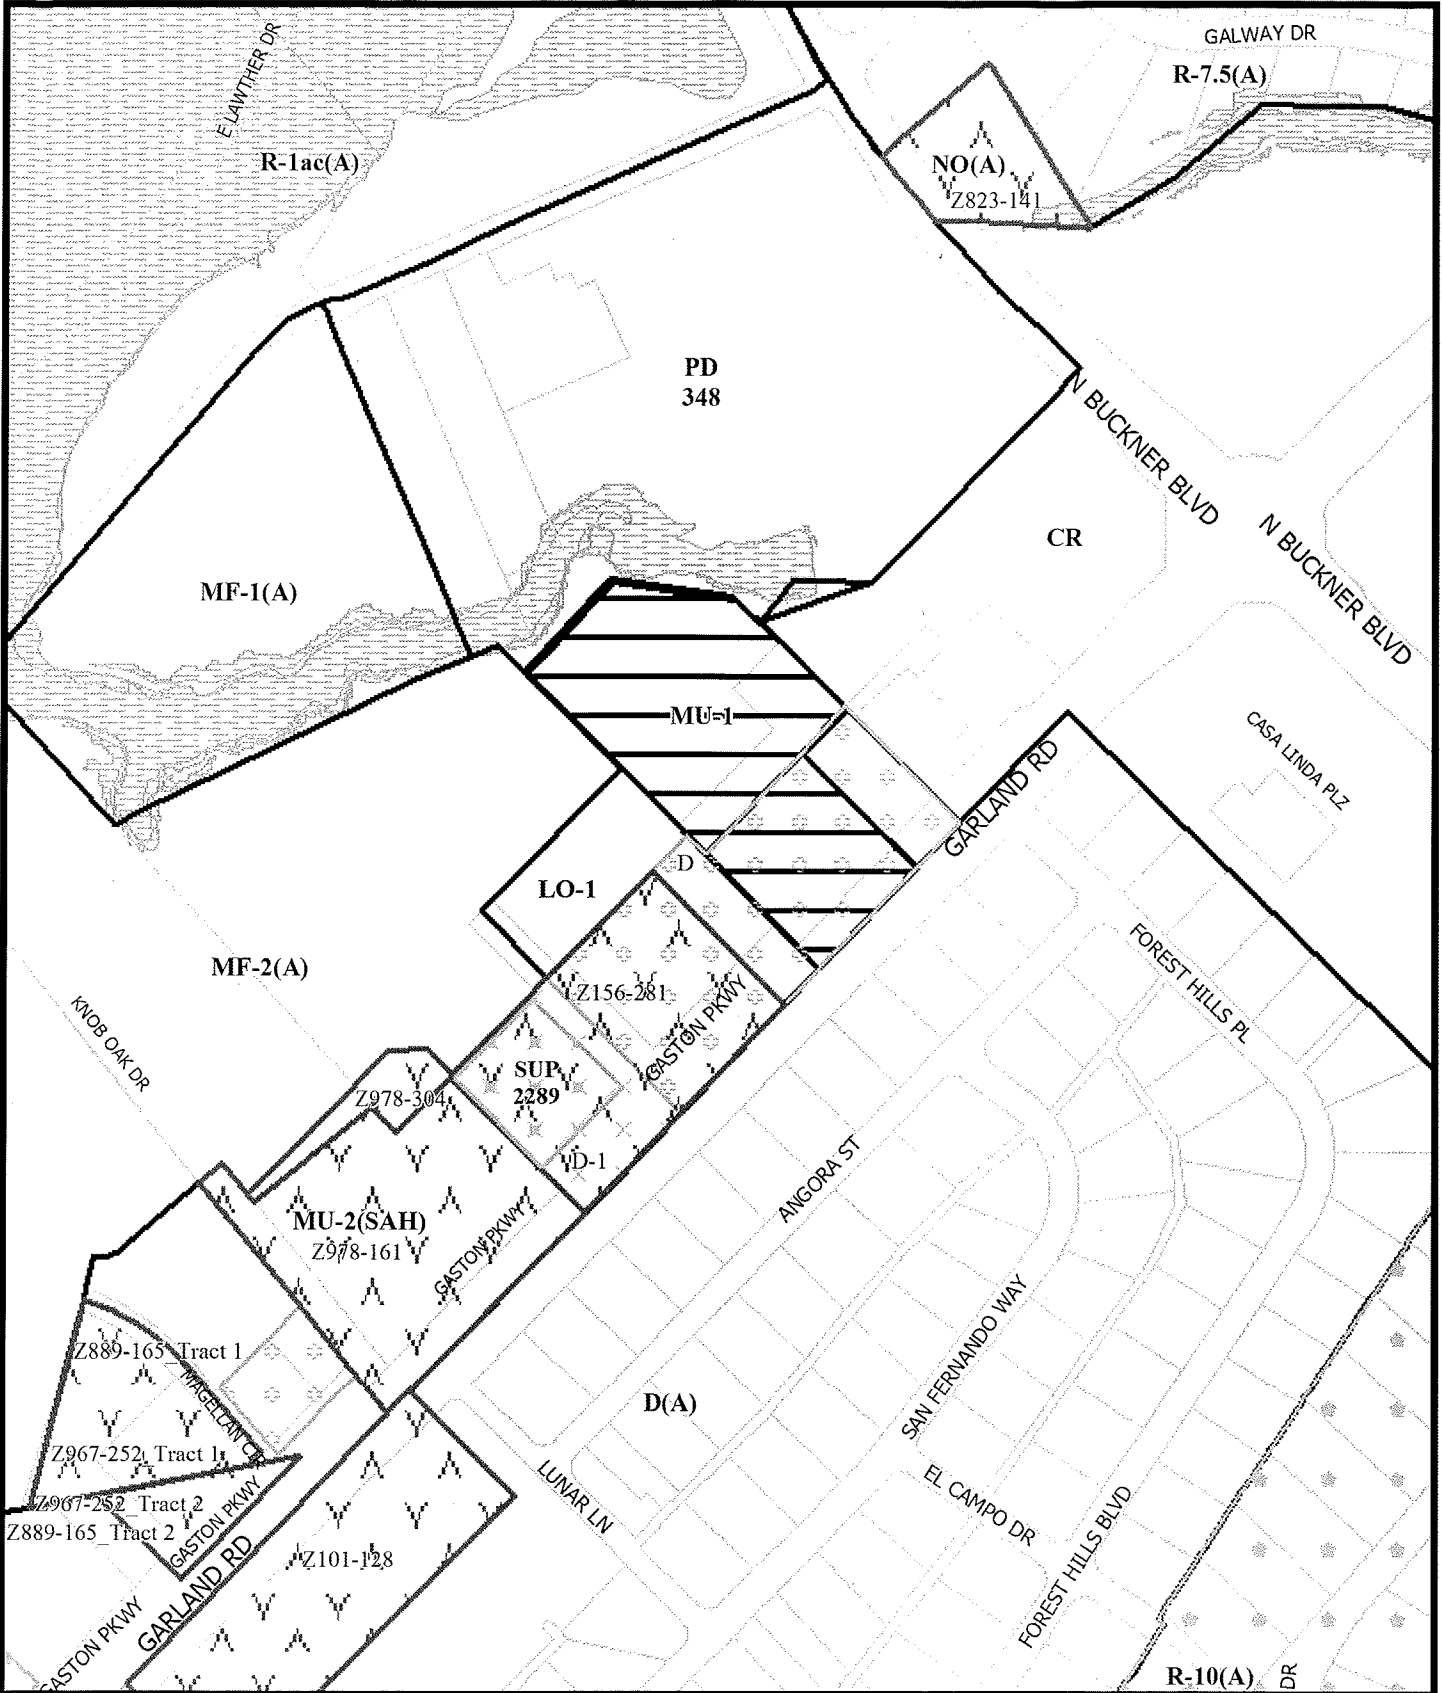 GALWAY DR
R-7.5(A)
E LAWTHER DR
R-1ac(A)
NO(A)
Z823-141
PD
348
N BUCKNER BLVD
N BUCKNER BLVD
CR
MF-1(A)
MU-1
CASA LINDA PLZ
GARLAND RD
D
LO-1
MF-2(A)
FOREST HILLS PL
Z156-281
GASTON PKWY
KNOB OAK DR
SUP
2289
Z978-304
D-1
ANGORA ST
MU-2(SAH)
Z978-161
GASTON PKWY
SAN FERNANDO WAY
Z889-165_Tract 1
MAGELLAN CIR
D(A)
Z967-252_Tract 1
Z967-252_Tract 2
Z889-165_Tract 2
GASTON PKWY
LUNAR LN
EL CAMPO DR
FOREST HILLS BLVD
Z101-128
GARLAND RD
GASTON PKWY
R-10(A)
DR